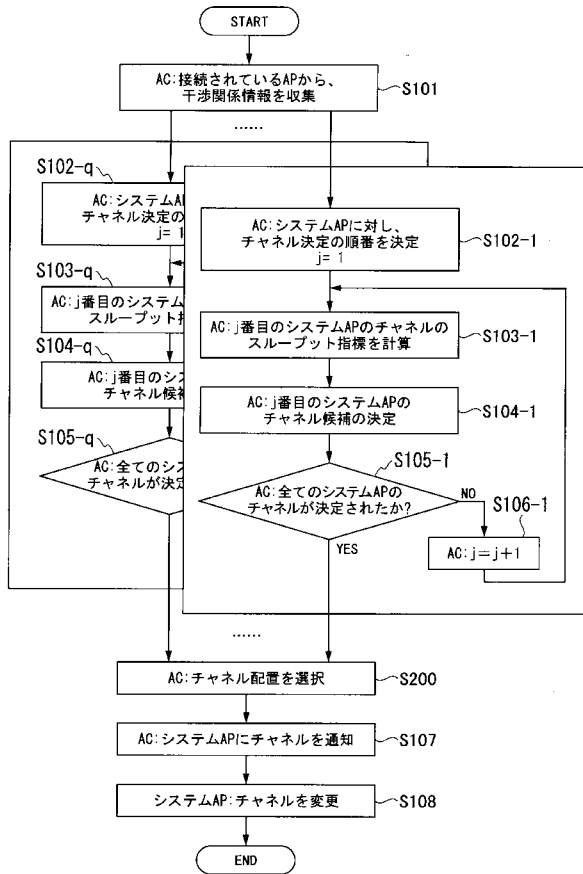 START
AC:接続されているAPから、
干渉関係情報を収集
S101
……
S102-q
AC:システムAP
チャネル決定の
j= 1
S103-q
AC:j番目のシステム
スループット指
S104-q
AC:j番目のシス
チャネル候補
S105-q
AC:全てのシス
チャネルが決定
AC:システムAPに対し、
チャネル決定の順番を決定
j= 1
S102-1
AC:j番目のシステムAPのチャネルの
スループット指標を計算
S103-1
AC:j番目のシステムAPの
チャネル候補の決定
S104-1
S105-1
AC:全てのシステムAPの
チャネルが決定されたか?
NO
YES
S106-1
AC:j=j+1
……
AC:チャネル配置を選択
S200
AC:システムAPにチャネルを通知
S107
システムAP:チャネルを変更
S108
END